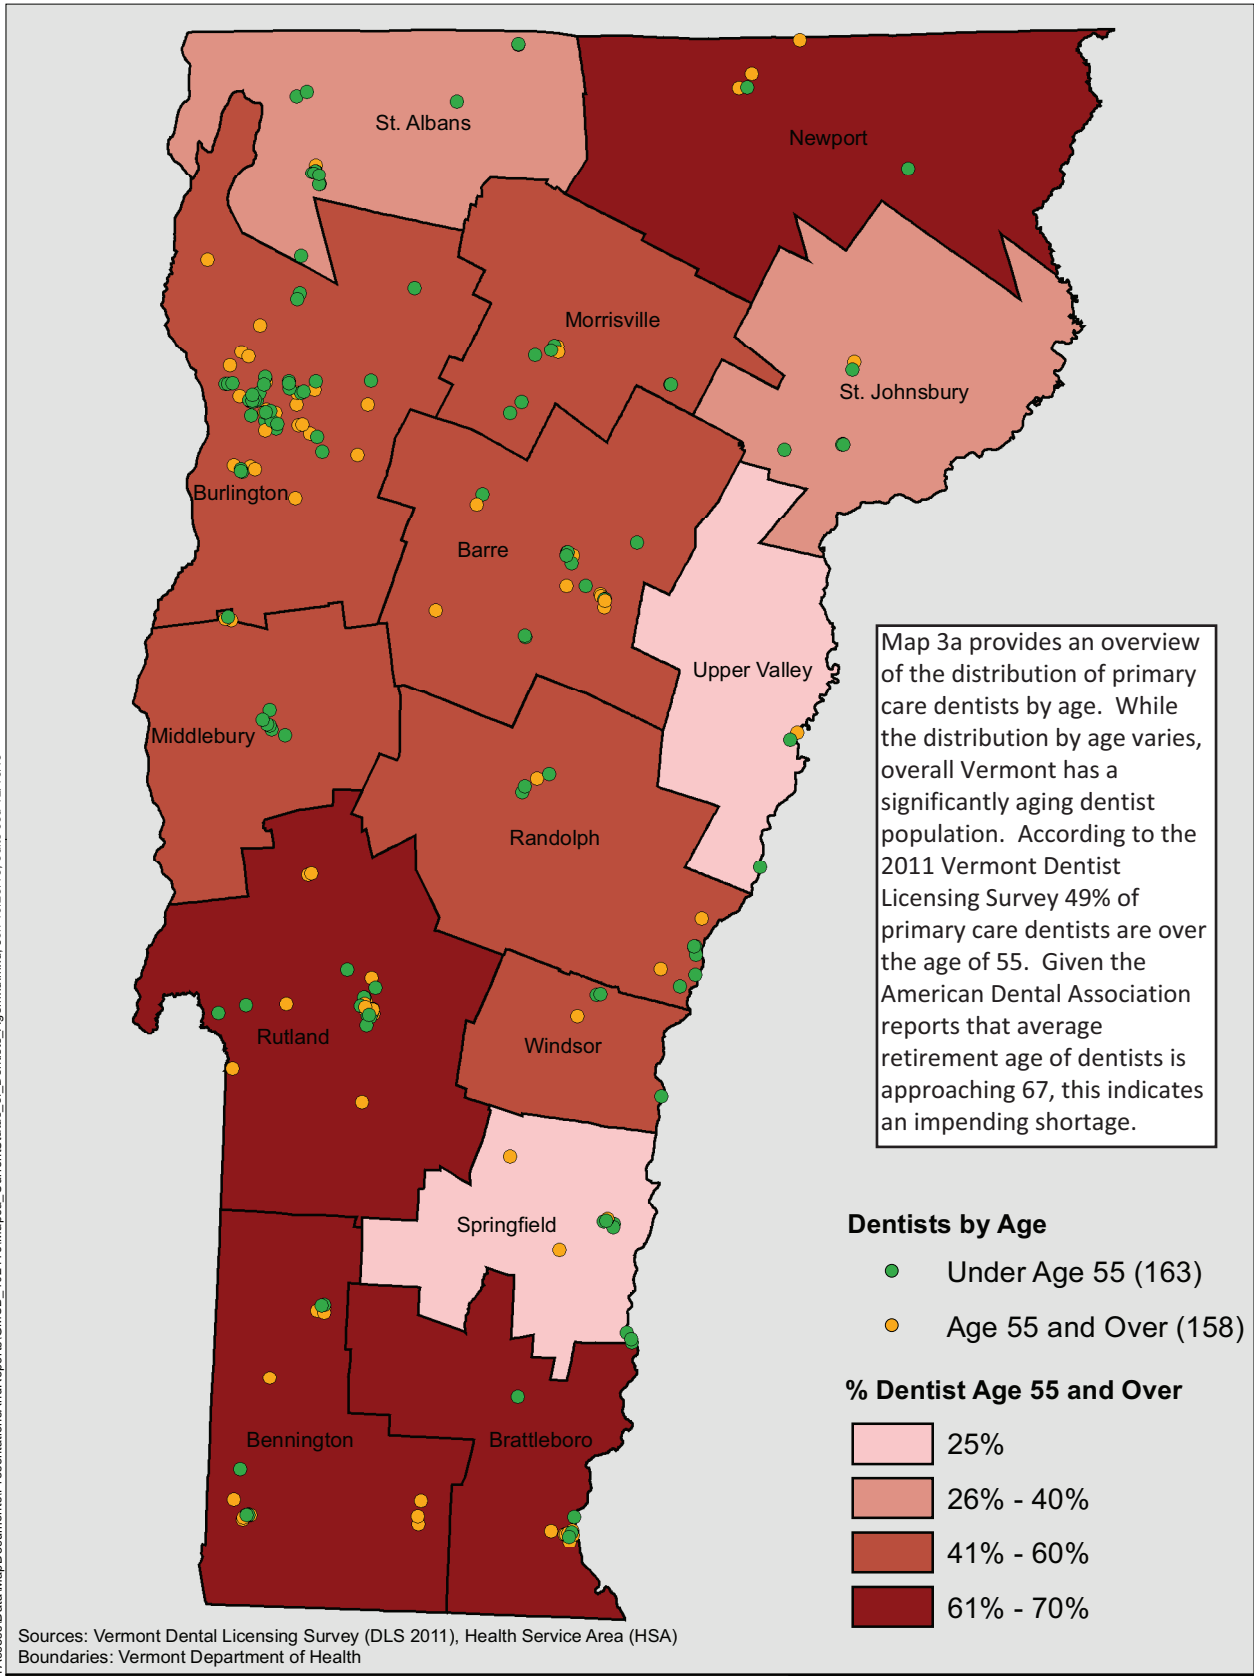 St. Albans
Newport
Morrisville
St. Johnsbury
Burlington
Barre
Upper Valley
Middlebury
Randolph
Rutland
Windsor
Springfield
Bennington
Brattleboro
Map 3a provides an overview
of the distribution of primary
care dentists by age.  While
the distribution by age varies,
overall Vermont has a
significantly aging dentist
population.  According to the
2011 Vermont Dentist
Licensing Survey 49% of
primary care dentists are over
the age of 55.  Given the
American Dental Association
reports that average
retirement age of dentists is
approaching 67, this indicates
an impending shortage.
Dentists by Age
Under Age 55 (163)
Age 55 and Over (158)
% Dentist Age 55 and Over
25%
26% - 40%
41% - 60%
61% - 70%
Sources: Vermont Dental Licensing Survey (DLS 2011), Health Service Area (HSA)
Boundaries: Vermont Department of Health